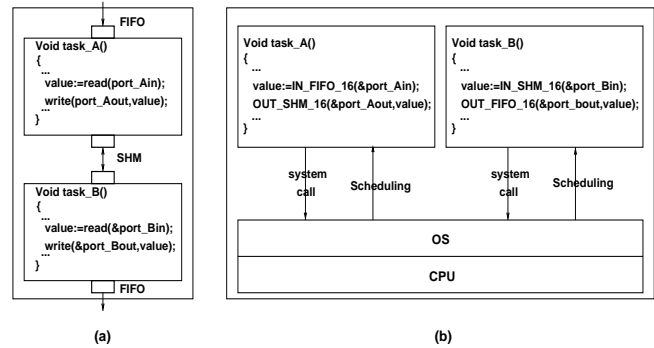 FIFO
Void task_A()
{
...
value:=read(port_Ain);
write(port_Aout,value);
...
}
SHM
Void task_B()
{
...
value:=read(&port_Bin);
write(&port_Bout,value);
...
}
FIFO
(a)
Void task_A()
{
...
value:=IN_FIFO_16(&port_Ain);
OUT_SHM_16(&port_Aout,value);
...
}
Void task_B()
{
...
value:=IN_SHM_16(&port_Bin);
OUT_FIFO_16(&port_bout,value);
...
}
system
call
Scheduling
system
call
Scheduling
OS
CPU
(b)